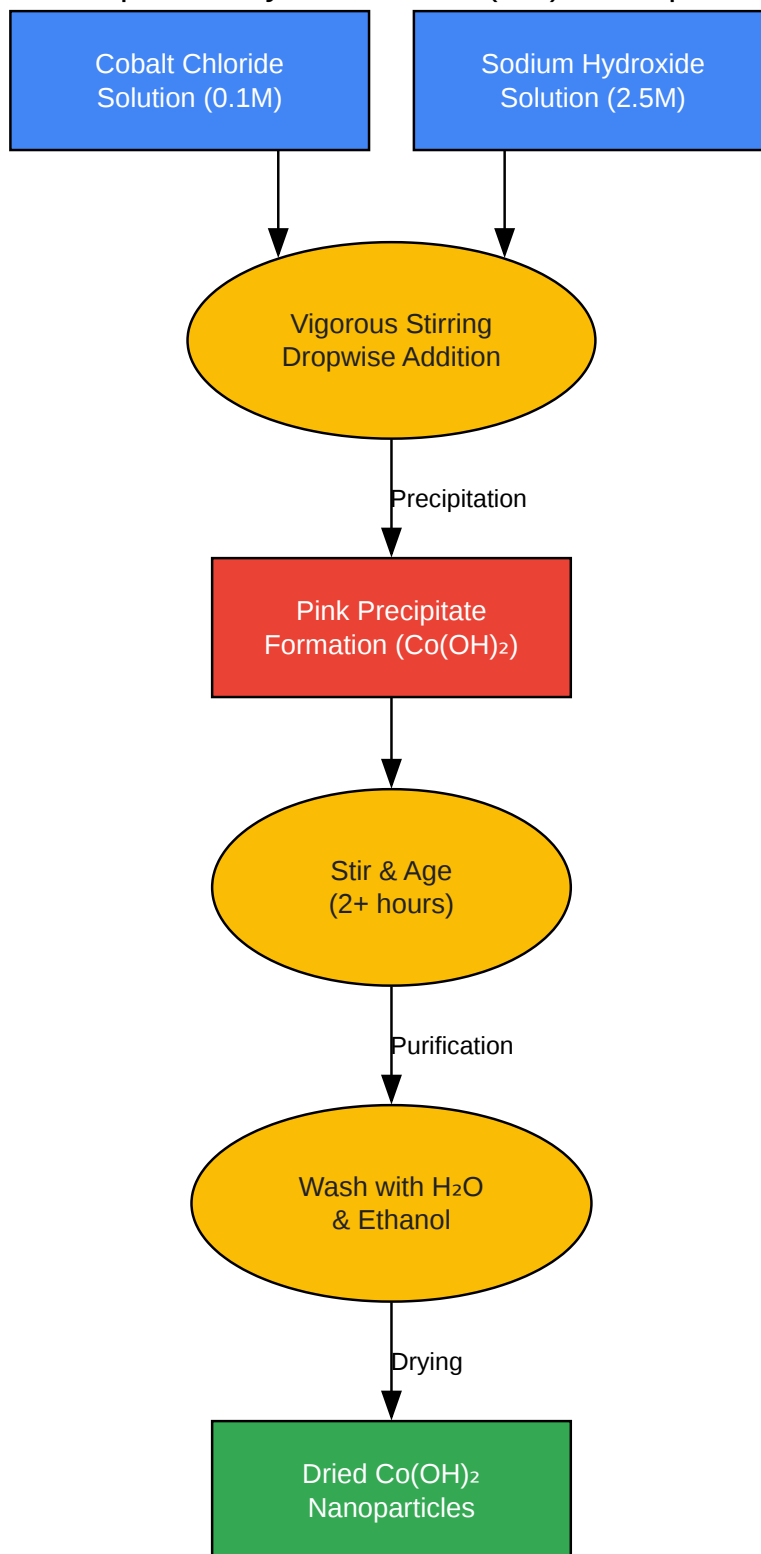 Cobalt Chloride
Solution (0.1M)
Sodium Hydroxide
Solution (2.5M)
Vigorous Stirring
Dropwise Addition
Precipitation
Pink Precipitate
Formation (Co(OH)₂)
Stir & Age
(2+ hours)
Purification
Wash with H₂O
& Ethanol
Drying
Dried Co(OH)₂
Nanoparticles